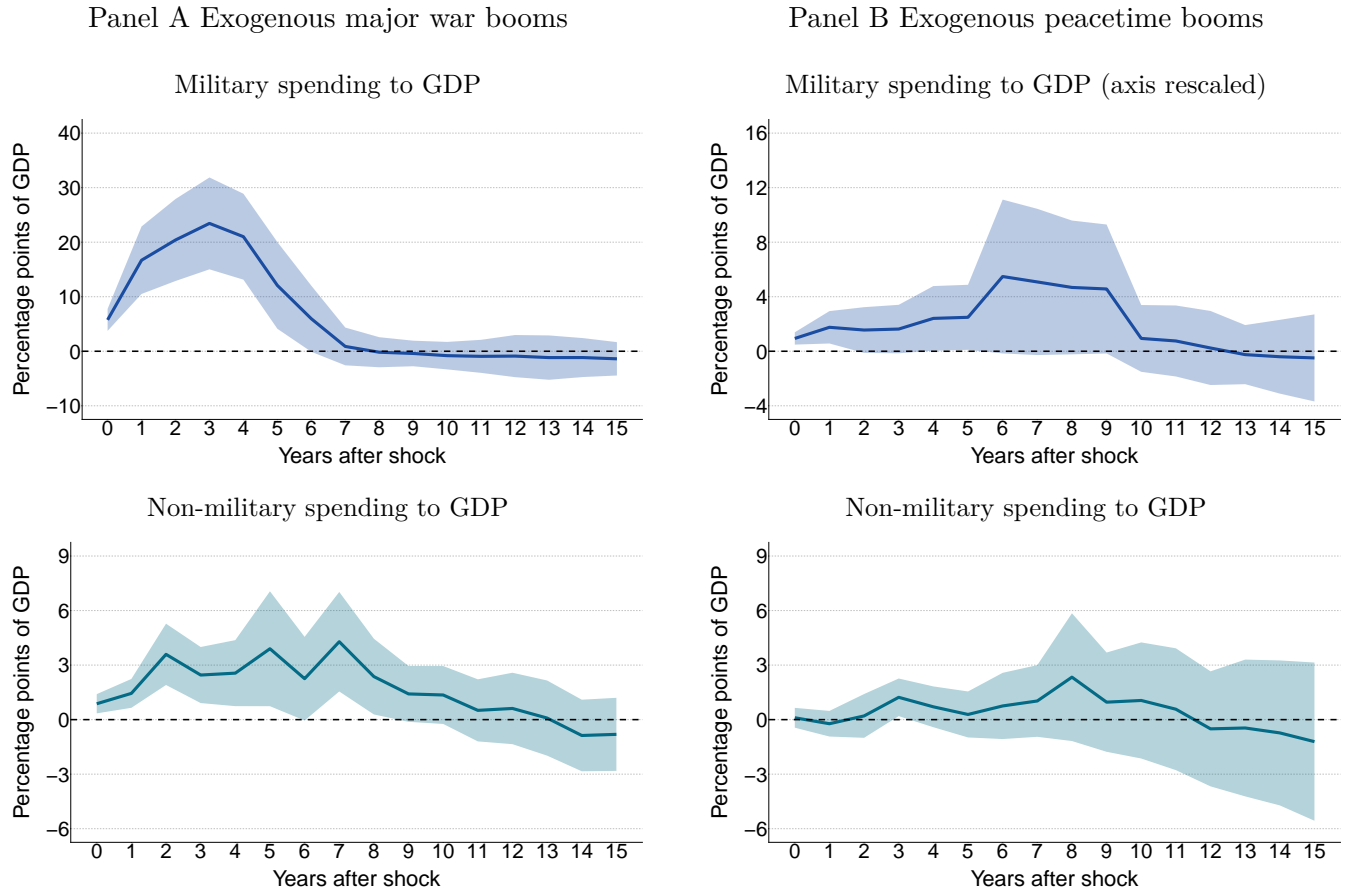 Panel A Exogenous major war booms
Military spending to GDP
Percentage points of GDP
40
30
20
10
0
−10
0 1 2 3 4 5 6 7 8 9 10 11 12 13 14 15
Years after shock
Non-military spending to GDP
Percentage points of GDP
9
6
3
0
−3
−6
0 1 2 3 4 5 6 7 8 9 10 11 12 13 14 15
Years after shock
Panel B Exogenous peacetime booms
Military spending to GDP (axis rescaled)
Percentage points of GDP
16
12
8
4
0
−4
0 1 2 3 4 5 6 7 8 9 10 11 12 13 14 15
Years after shock
Non-military spending to GDP
Percentage points of GDP
9
6
3
0
−3
−6
0 1 2 3 4 5 6 7 8 9 10 11 12 13 14 15
Years after shock